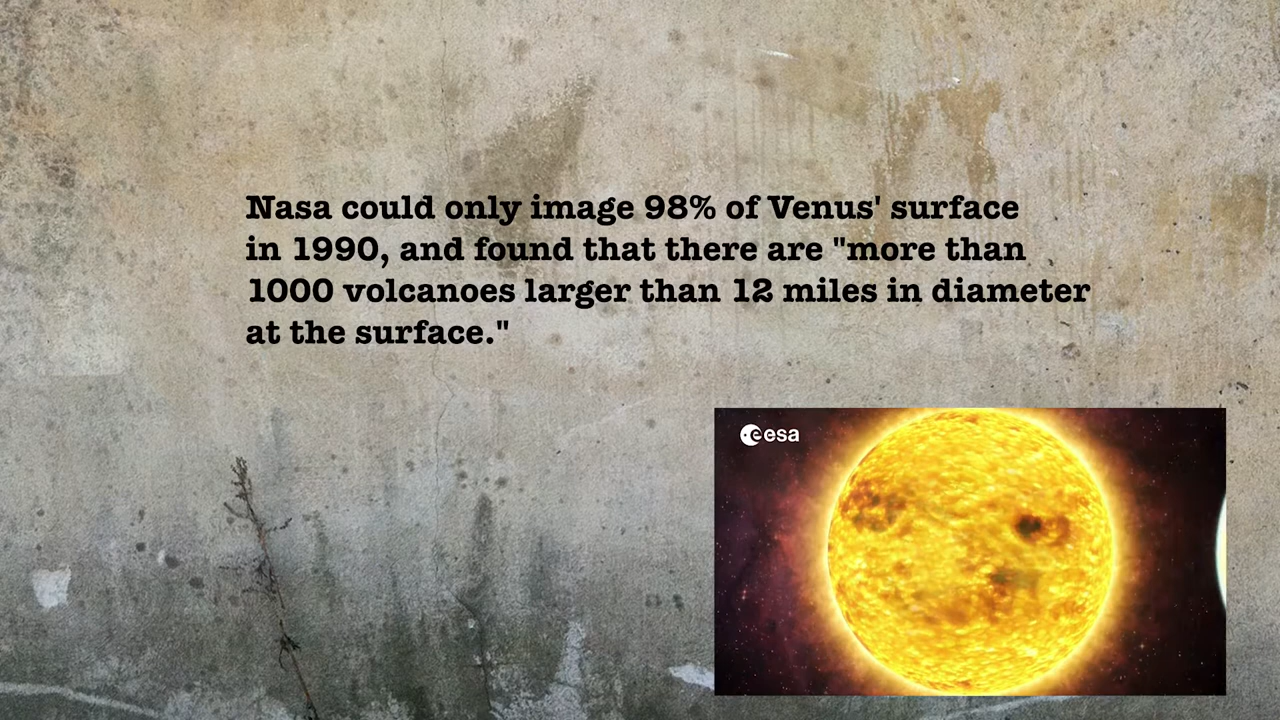 Nasa could only image 98% of Venus' surface
in 1990, and found that there are "more than
1000 volcanoes larger than 12 miles in diameter
at the surface."
esa